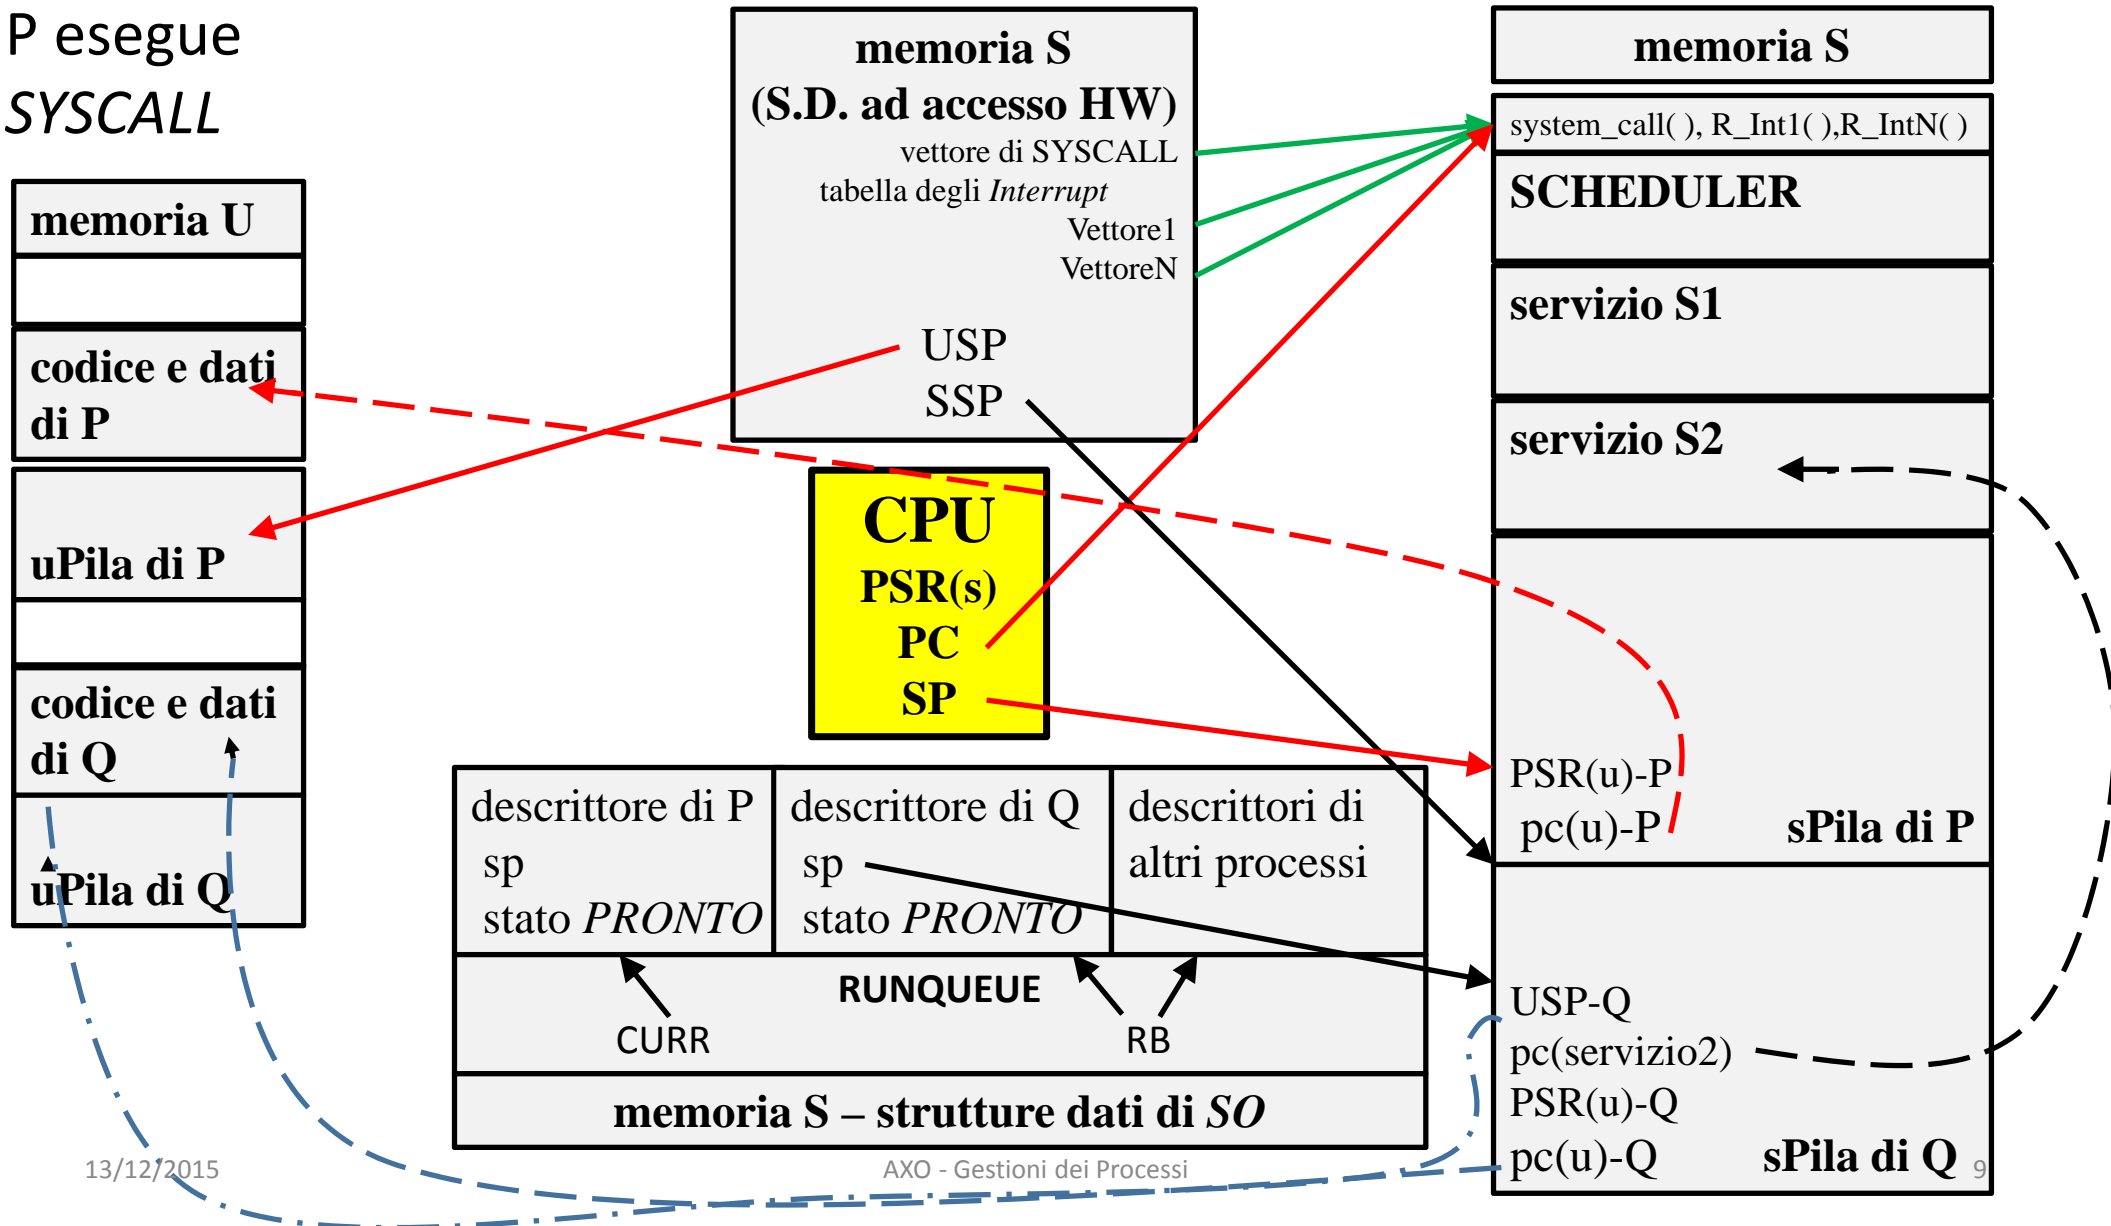 P esegue
SYSCALL
memoria U
codice e dati
di P
uPila di P
codice e dati
di Q
uPila di Q
memoria S
(S.D. ad accesso HW)
vettore di SYSCALL
tabella degli Interrupt
Vettore1
VettoreN
USP
SSP
CPU
PSR(s)
PC
SP
descrittore di P
sp
stato PRONTO
descrittore di Q
sp
stato PRONTO
descrittori di
altri processi
RUNQUEUE
CURR
RB
memoria S – strutture dati di SO
memoria S
system_call( ), R_Int1( ),R_IntN( )
SCHEDULER
servizio S1
servizio S2
PSR(u)-P
pc(u)-P
sPila di P
USP-Q
pc(servizio2)
PSR(u)-Q
pc(u)-Q
sPila di Q
13/12/2015
AXO - Gestioni dei Processi
9